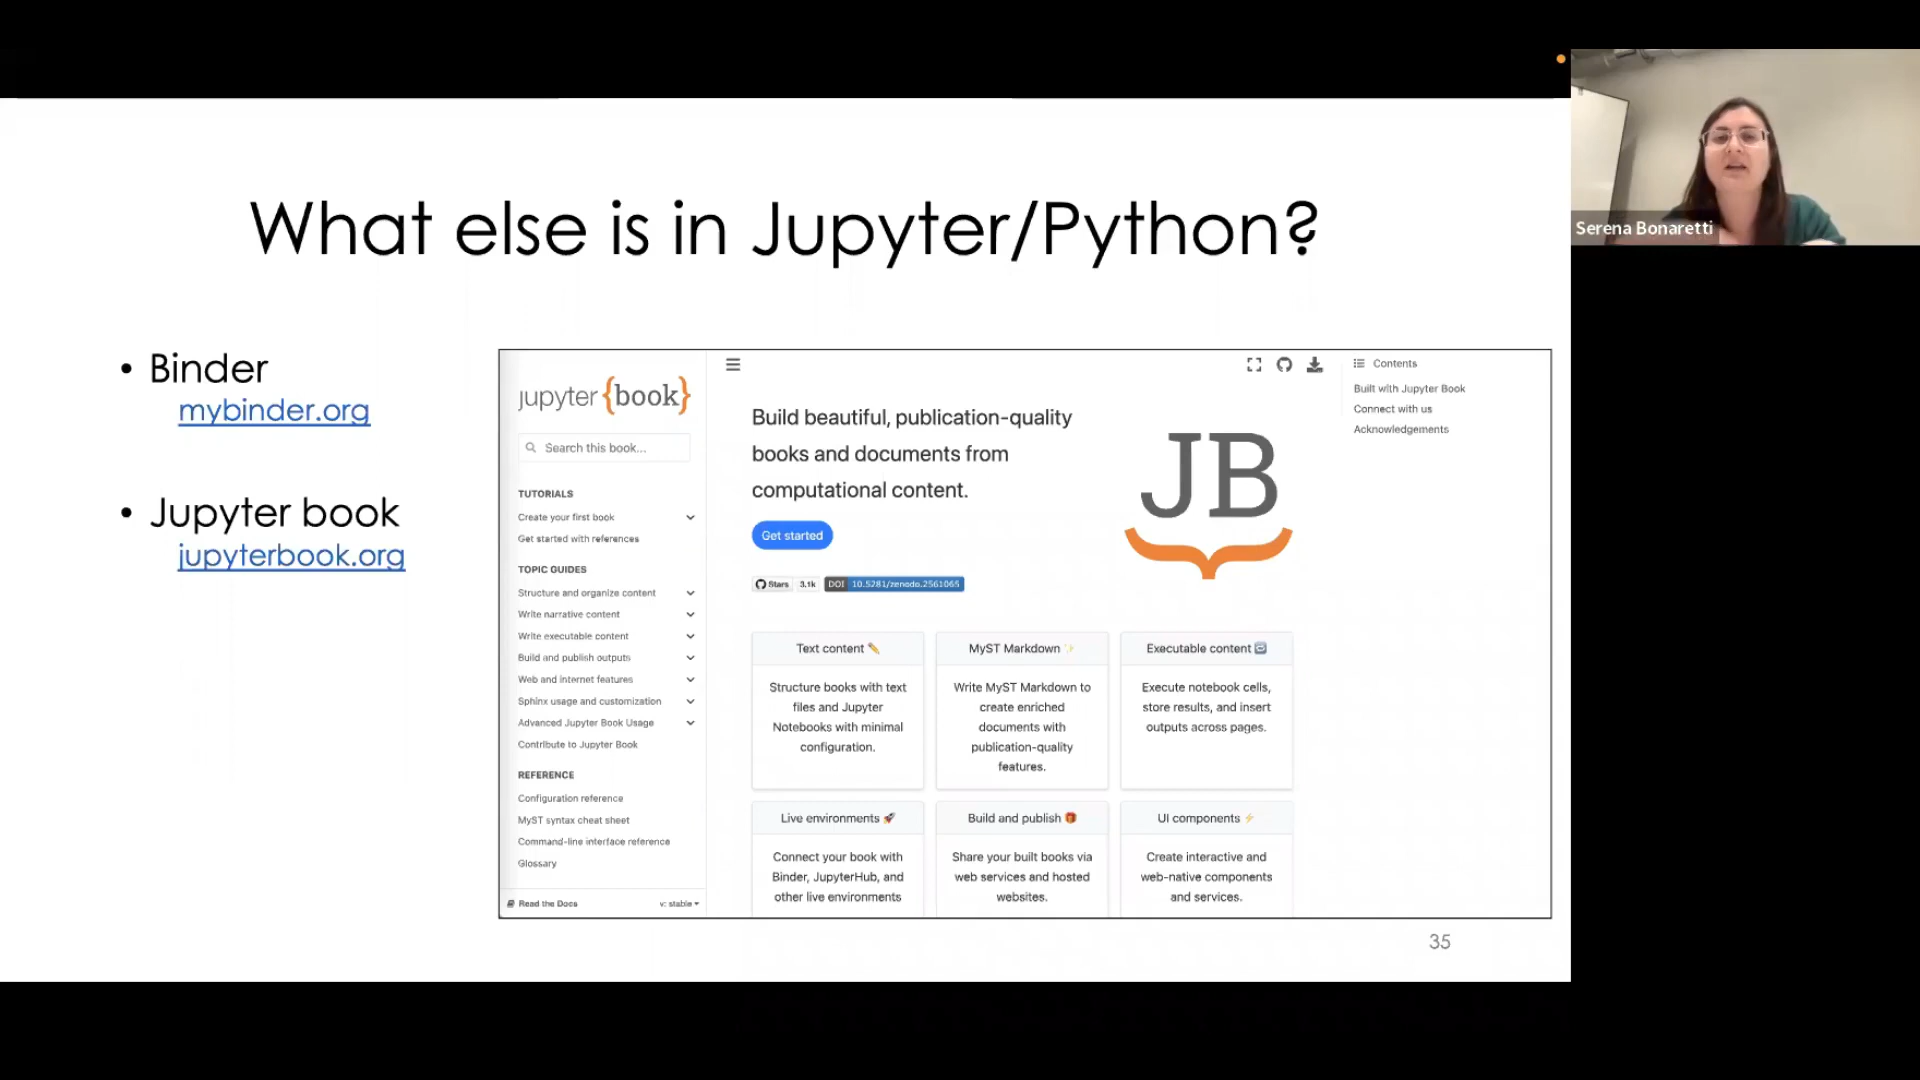 What else is in Jupyter/Python?
• Binder
mybinder.org
• Jupyter book
jupyterbook.org
jupyter {book}
Search this book...
TUTORIALS
Create your first book
Get started with references
TOPIC GUIDES
Structure and organize content
Write narrative content
Write executable content
Build and publish outputs
Web and internet features
Sphinx usage and customization
Advanced Jupyter Book Usage
Contribute to Jupyter Book
REFERENCE
Configuration reference
MyST syntax cheat sheet
Command-line interface reference
Glossary
Read the Docs
v: stable
Build beautiful, publication-quality
books and documents from
computational content.
Get started
Stars 3.1k
DOI 10.5281/zenodo.2561065
JB
Text content
Structure books with text
files and Jupyter
Notebooks with minimal
configuration.
MyST Markdown
Write MyST Markdown to
create enriched
documents with
publication-quality
features.
Executable content
Execute notebook cells,
store results, and insert
outputs across pages.
Live environments
Connect your book with
Binder, JupyterHub, and
other live environments
Build and publish
Share your built books via
web services and hosted
websites.
UI components
Create interactive and
web-native components
and services.
Contents
Built with Jupyter Book
Connect with us
Acknowledgements
35
Serena Bonaretti